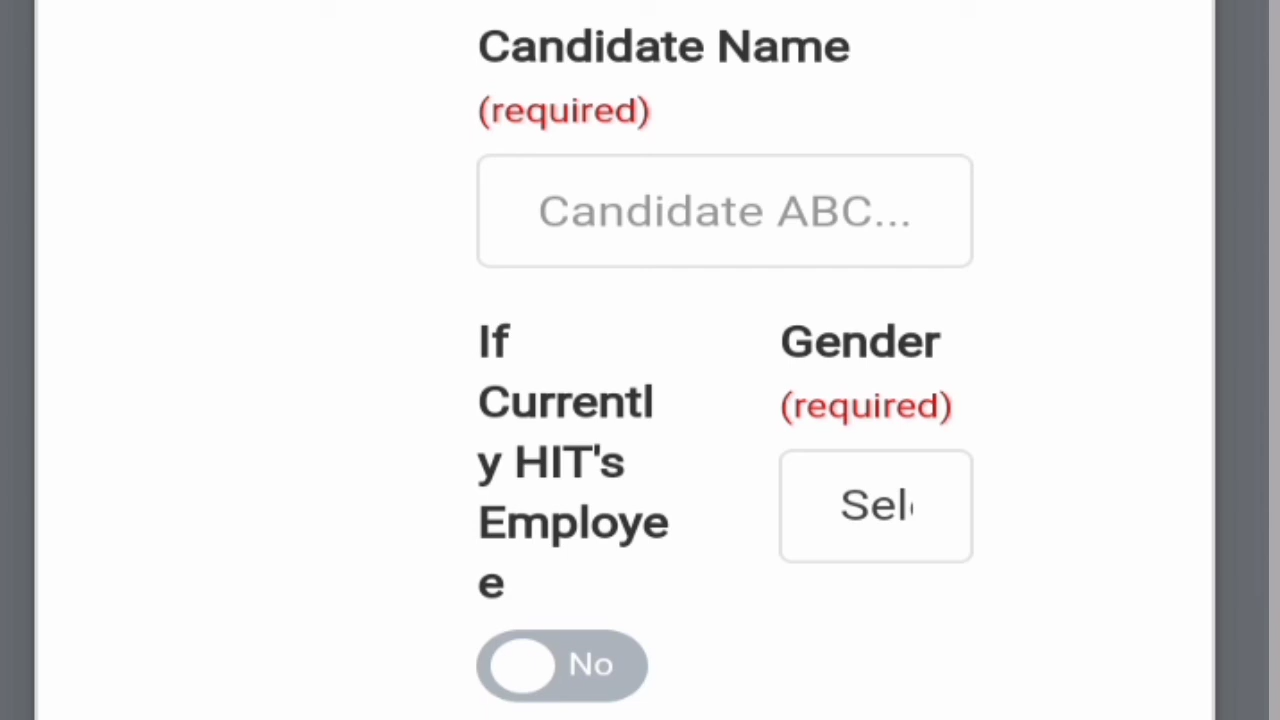 Candidate Name
(required)
Candidate ABC...
If
Currentl
y HIT's
Employe
e
No
Gender
(required)
Sel